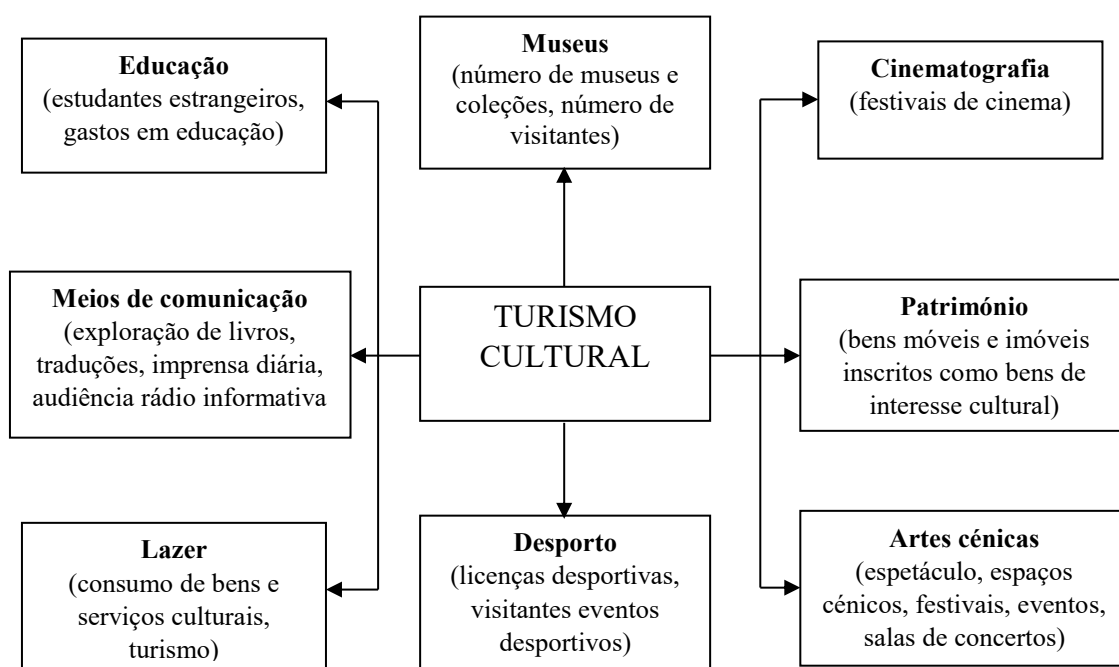 Educação
(estudantes estrangeiros,
gastos em educação)
Museus
(número de museus e
coleções, número de
visitantes)
Cinematografia
(festivais de cinema)
Meios de comunicação
(exploração de livros,
traduções, imprensa diária,
audiência rádio informativa
TURISMO
CULTURAL
Património
(bens móveis e imóveis
inscritos como bens de
interesse cultural)
Lazer
(consumo de bens e
serviços culturais,
turismo)
Desporto
(licenças desportivas,
visitantes eventos
desportivos)
Artes cénicas
(espetáculo, espaços
cénicos, festivais, eventos,
salas de concertos)